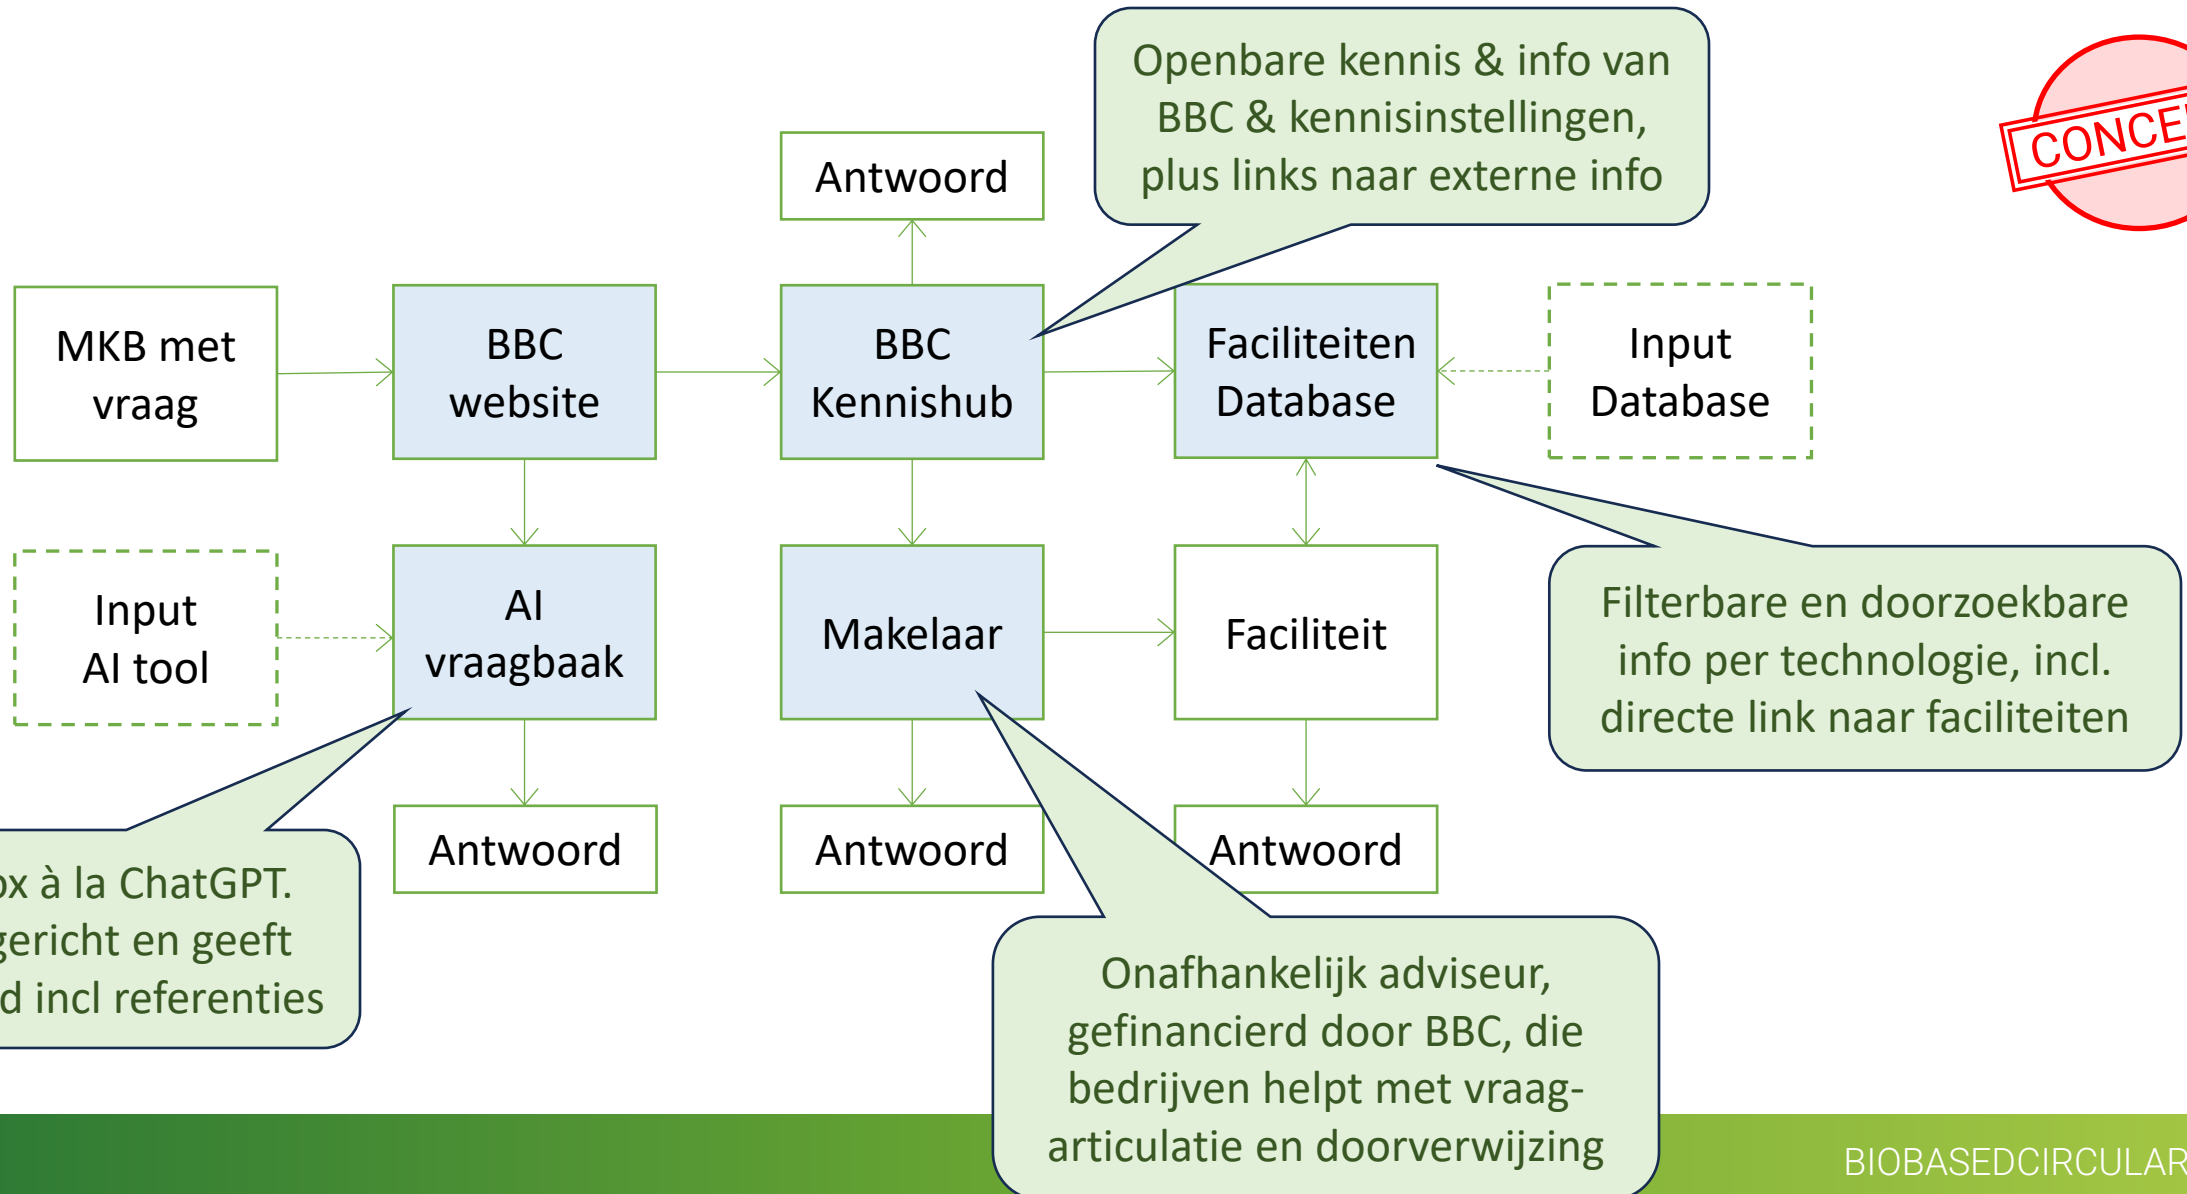 Openbare kennis & info van
BBC & kennisinstellingen,
plus links naar externe info
Antwoord
MKB met
vraag
BBC
website
BBC
Kennishub
Faciliteiten
Database
Input
Database
Input
AI tool
AI
vraagbaak
Makelaar
Faciliteit
Filterbare en doorzoekbare
info per technologie, incl.
directe link naar faciliteiten
Antwoord
Antwoord
Antwoord
à la ChatGPT.
en geeft
incl referenties
Onafhankelijk adviseur,
gefinancierd door BBC, die
bedrijven helpt met vraag-
articulatie en doorverwijzing
BIOBASEDCIRCULAR